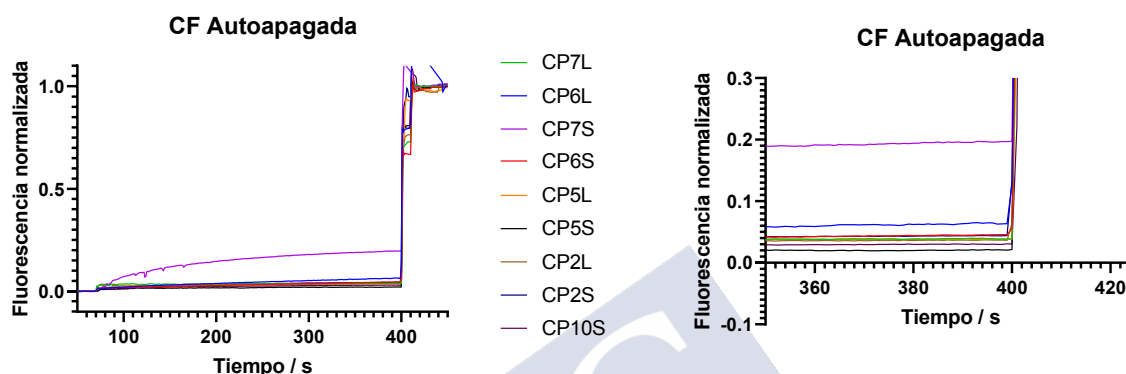 CF Autoapagada
Fluorescencia normalizada
1.0
0.5
0.0
100
200
300
400
Tiempo / s
CP7L
CP6L
CP7S
CP6S
CP5L
CP5S
CP2L
CP2S
CP10S
CF Autoapagada
Fluorescencia normalizada
0.3
0.2
0.1
0.0
-0.1
360
380
400
420
Tiempo / s